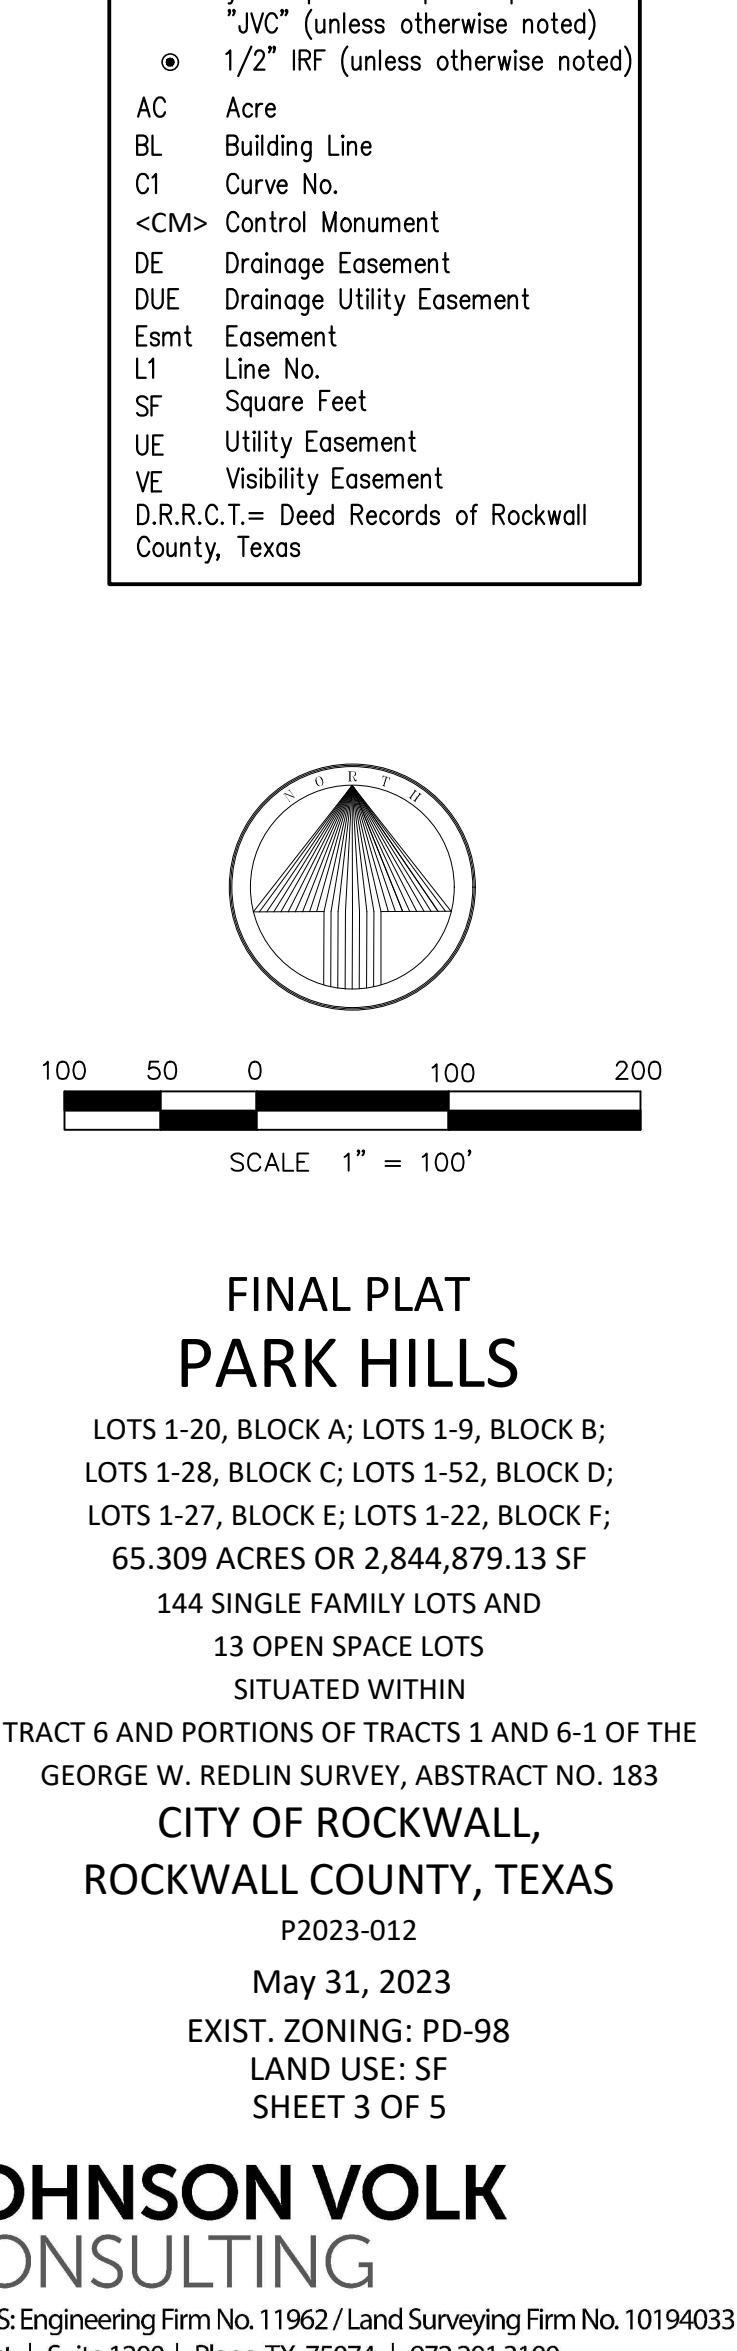 "JVC" (unless otherwise noted)
1/2" IRF (unless otherwise noted)
AC Acre
BL Building Line
C1 Curve No.
<CM> Control Monument
DE Drainage Easement
DUE Drainage Utility Easement
Esmt Easement
L1 Line No.
SF Square Feet
UE Utility Easement
VE Visibility Easement
D.R.R.C.T.= Deed Records of Rockwall
County, Texas
NORTH
100 50 0 100 200
SCALE 1" = 100'
FINAL PLAT
PARK HILLS
LOTS 1-20, BLOCK A; LOTS 1-9, BLOCK B;
LOTS 1-28, BLOCK C; LOTS 1-52, BLOCK D;
LOTS 1-27, BLOCK E; LOTS 1-22, BLOCK F;
65.309 ACRES OR 2,844,879.13 SF
144 SINGLE FAMILY LOTS AND
13 OPEN SPACE LOTS
SITUATED WITHIN
TRACT 6 AND PORTIONS OF TRACTS 1 AND 6-1 OF THE
GEORGE W. REDLIN SURVEY, ABSTRACT NO. 183
CITY OF ROCKWALL,
ROCKWALL COUNTY, TEXAS
P2023-012
May 31, 2023
EXIST. ZONING: PD-98
LAND USE: SF
SHEET 3 OF 5
OHNSON VOLK
ONSULTING
S: Engineering Firm No. 11962 / Land Surveying Firm No. 10194033